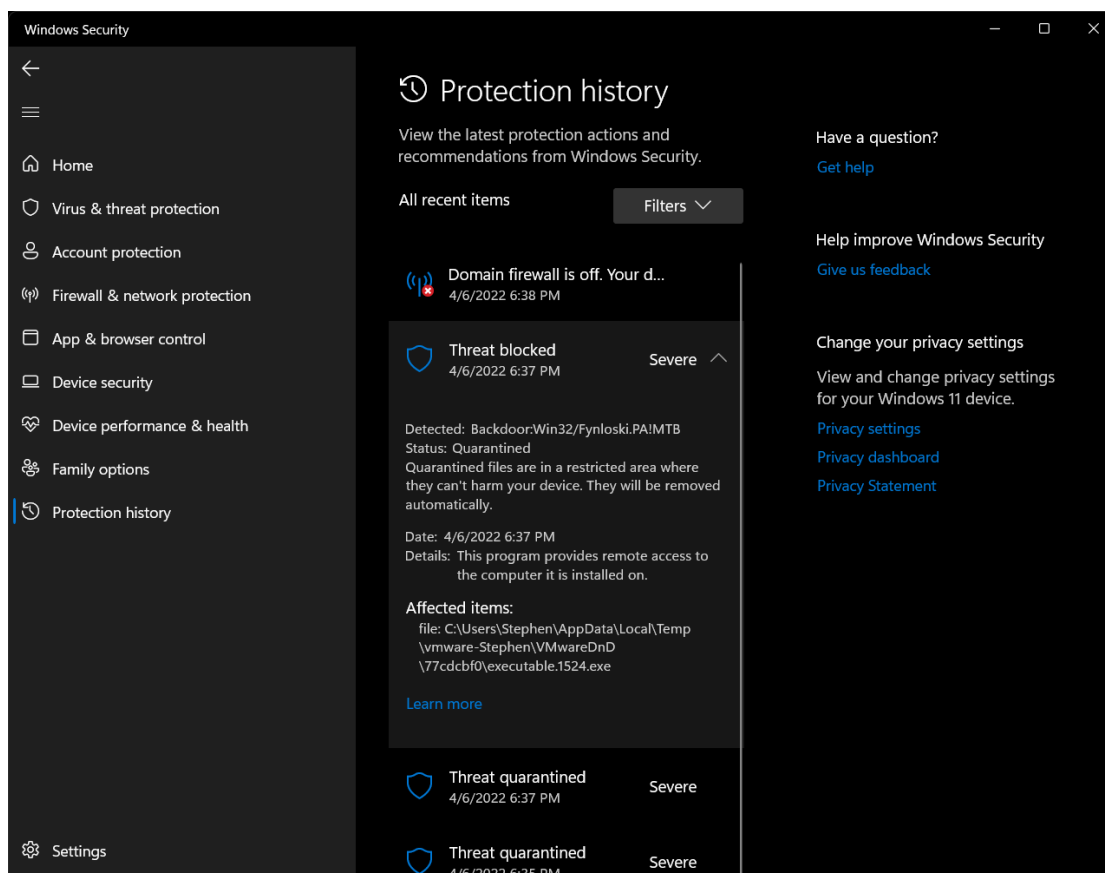 Windows Security
Home
Virus & threat protection
Account protection
Firewall & network protection
App & browser control
Device security
Device performance & health
Family options
Protection history
Settings
Protection history
View the latest protection actions and
recommendations from Windows Security.
All recent items
Filters
Domain firewall is off. Your d...
4/6/2022 6:38 PM
Threat blocked
4/6/2022 6:37 PM
Severe
Detected: Backdoor:Win32/Fynloski.PA!MTB
Status: Quarantined
Quarantined files are in a restricted area where
they can't harm your device. They will be removed
automatically.
Date: 4/6/2022 6:37 PM
Details: This program provides remote access to
the computer it is installed on.
Affected items:
file: C:\Users\Stephen\AppData\Local\Temp
\vmware-Stephen\VMwareDnD
\77cdcbf0\executable.1524.exe
Learn more
Threat quarantined
4/6/2022 6:37 PM
Severe
Threat quarantined
4/6/2022 6:35 PM
Severe
Have a question?
Get help
Help improve Windows Security
Give us feedback
Change your privacy settings
View and change privacy settings
for your Windows 11 device.
Privacy settings
Privacy dashboard
Privacy Statement